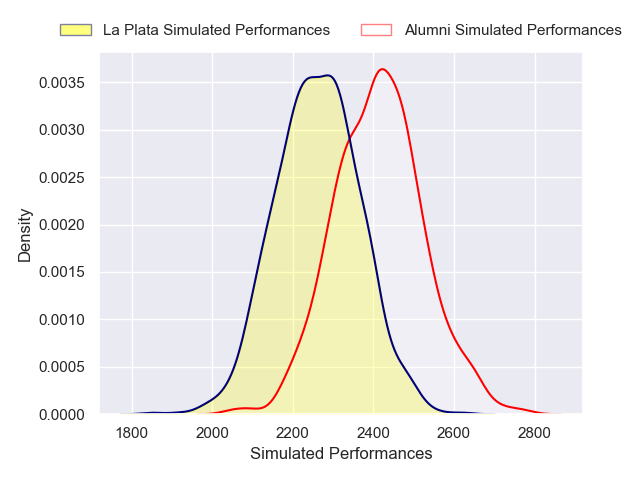 La Plata Simulated Performances
Alumni Simulated Performances
Density
0.0035
0.0030
0.0025
0.0020
0.0015
0.0010
0.0005
0.0000
1800 2000 2200 2400 2600 2800
Simulated Performances